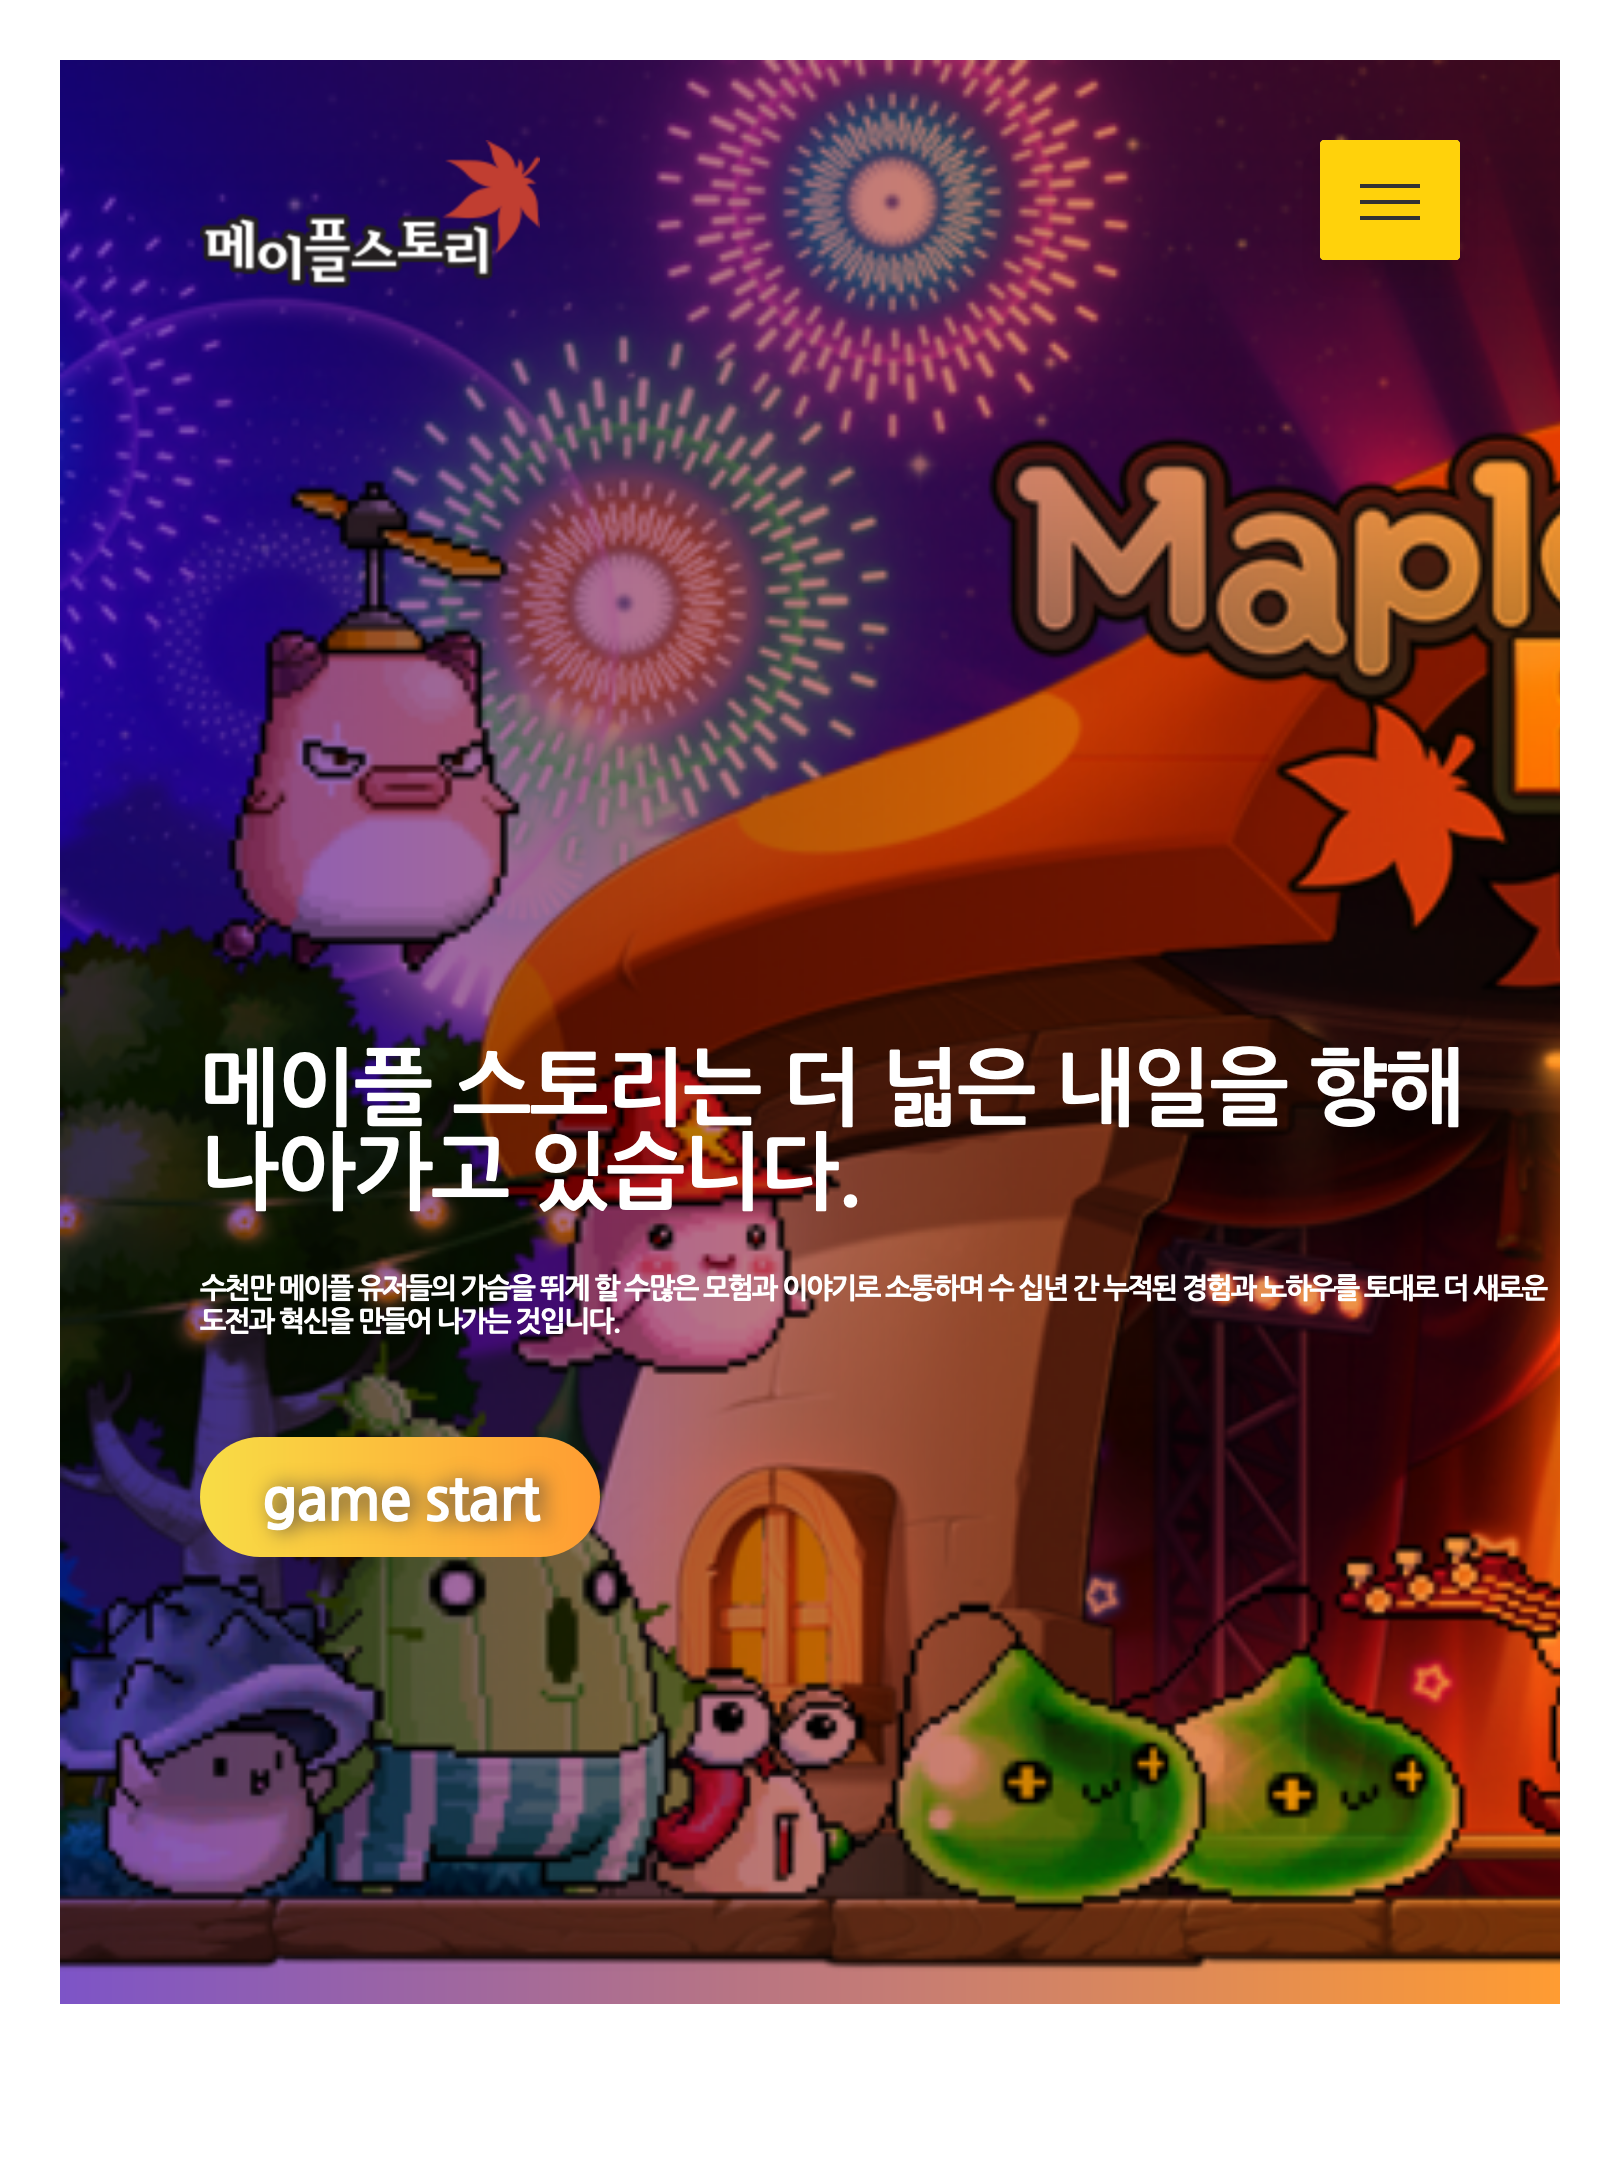 메이플스토리
Maple
메이플 스토리는 더 넓은 내일을 향해
나아가고 있습니다.
수천만 메이플 유저들의 가슴을 뛰게 할 수많은 모험과 이야기로 소통하며 수 십년 간 누적된 경험과 노하우를 토대로 더 새로운
도전과 혁신을 만들어 나가는 것입니다.
game start